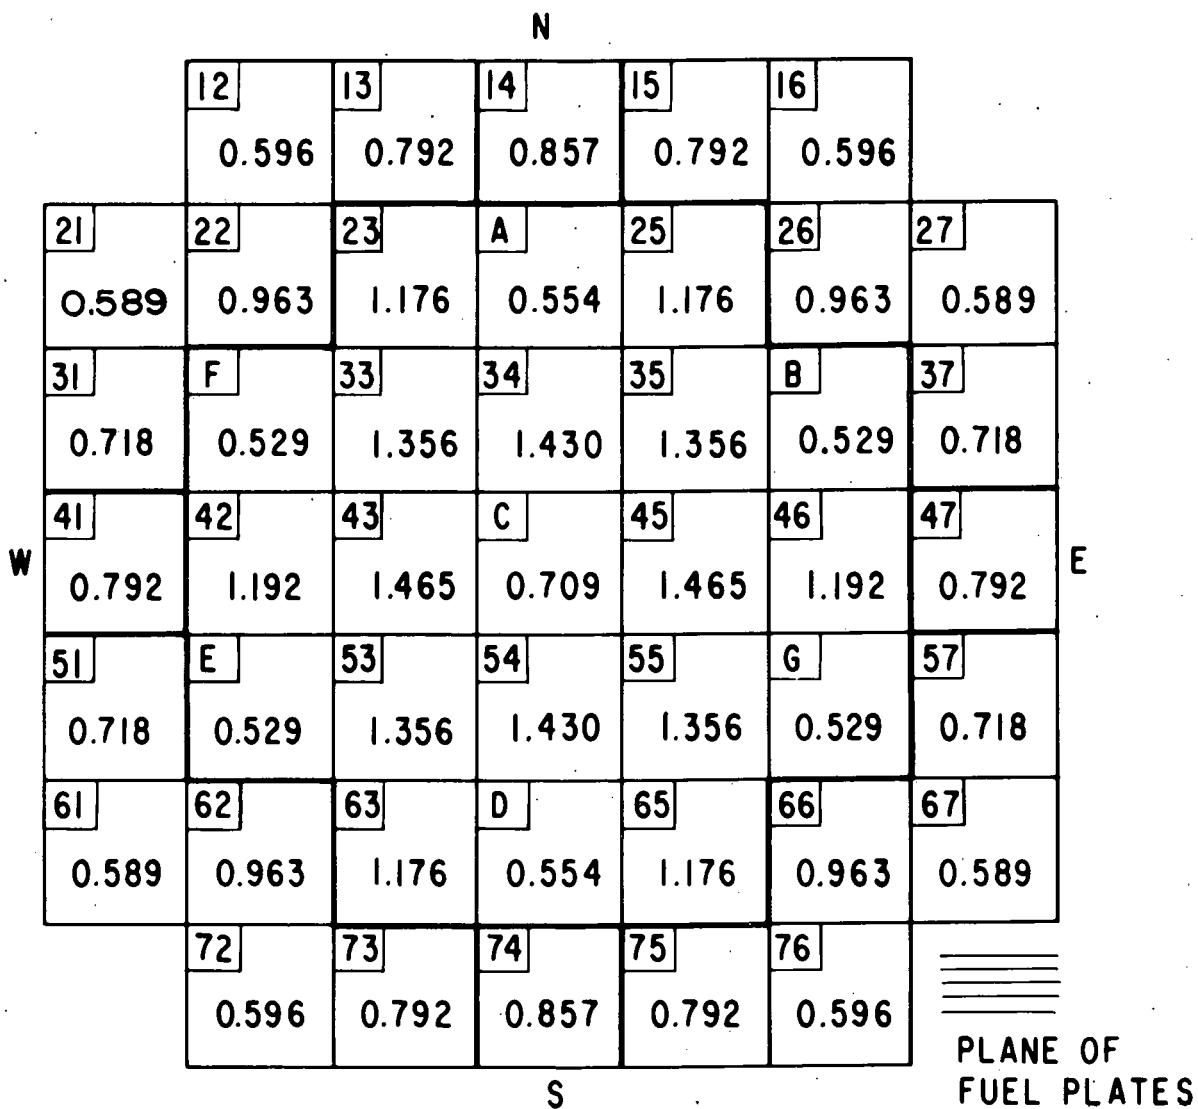 N
12 13 14 15 16
0.596 0.792 0.857 0.792 0.596
21 22 23 A 25 26 27
0.589 0.963 1.176 0.554 1.176 0.963 0.589
31 F 33 34 35 B 37
0.718 0.529 1.356 1.430 1.356 0.529 0.718
41 42 43 C 45 46 47
W 0.792 1.192 1.465 0.709 1.465 1.192 0.792 E
51 E 53 54 55 G 57
0.718 0.529 1.356 1.430 1.356 0.529 0.718
61 62 63 D 65 66 67
0.589 0.963 1.176 0.554 1.176 0.963 0.589
72 73 74 75 76
0.596 0.792 0.857 0.792 0.596
PLANE OF
FUEL PLATES
S